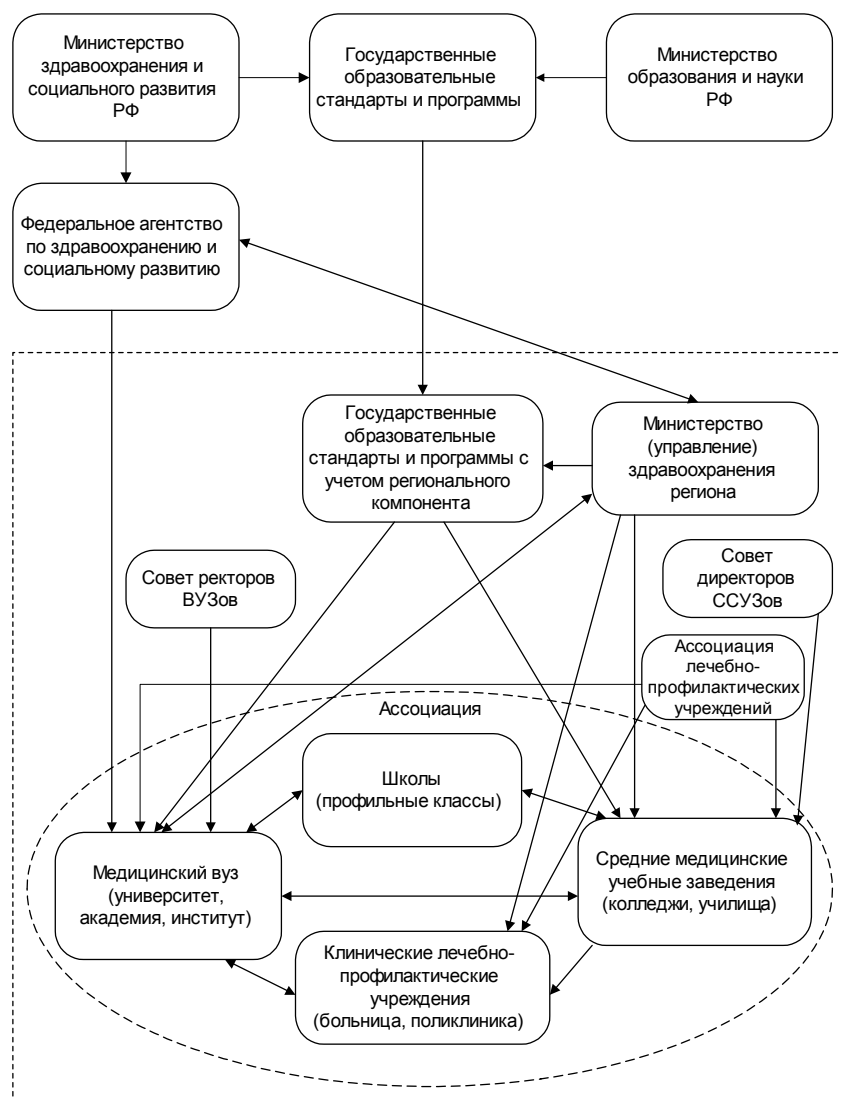 Министерство
здравоохранения и
социального развития
РФ
Государственные
образовательные
стандарты и программы
Министерство
образования и науки
РФ
Федеральное агентство
по здравоохранению и
социальному развитию
Государственные
образовательные
стандарты и программы с
учетом регионального
компонента
Министерство
(управление)
здравоохранения
региона
Совет ректоров
ВУЗов
Совет
директоров
ССУЗов
Ассоциация
лечебно-
профилактических
учреждений
Ассоциация
Школы
(профильные классы)
Медицинский вуз
(университет,
академия, институт)
Средние медицинские
учебные заведения
(колледжи, училища)
Клинические лечебно-
профилактические
учреждения
(больница, поликлиника)